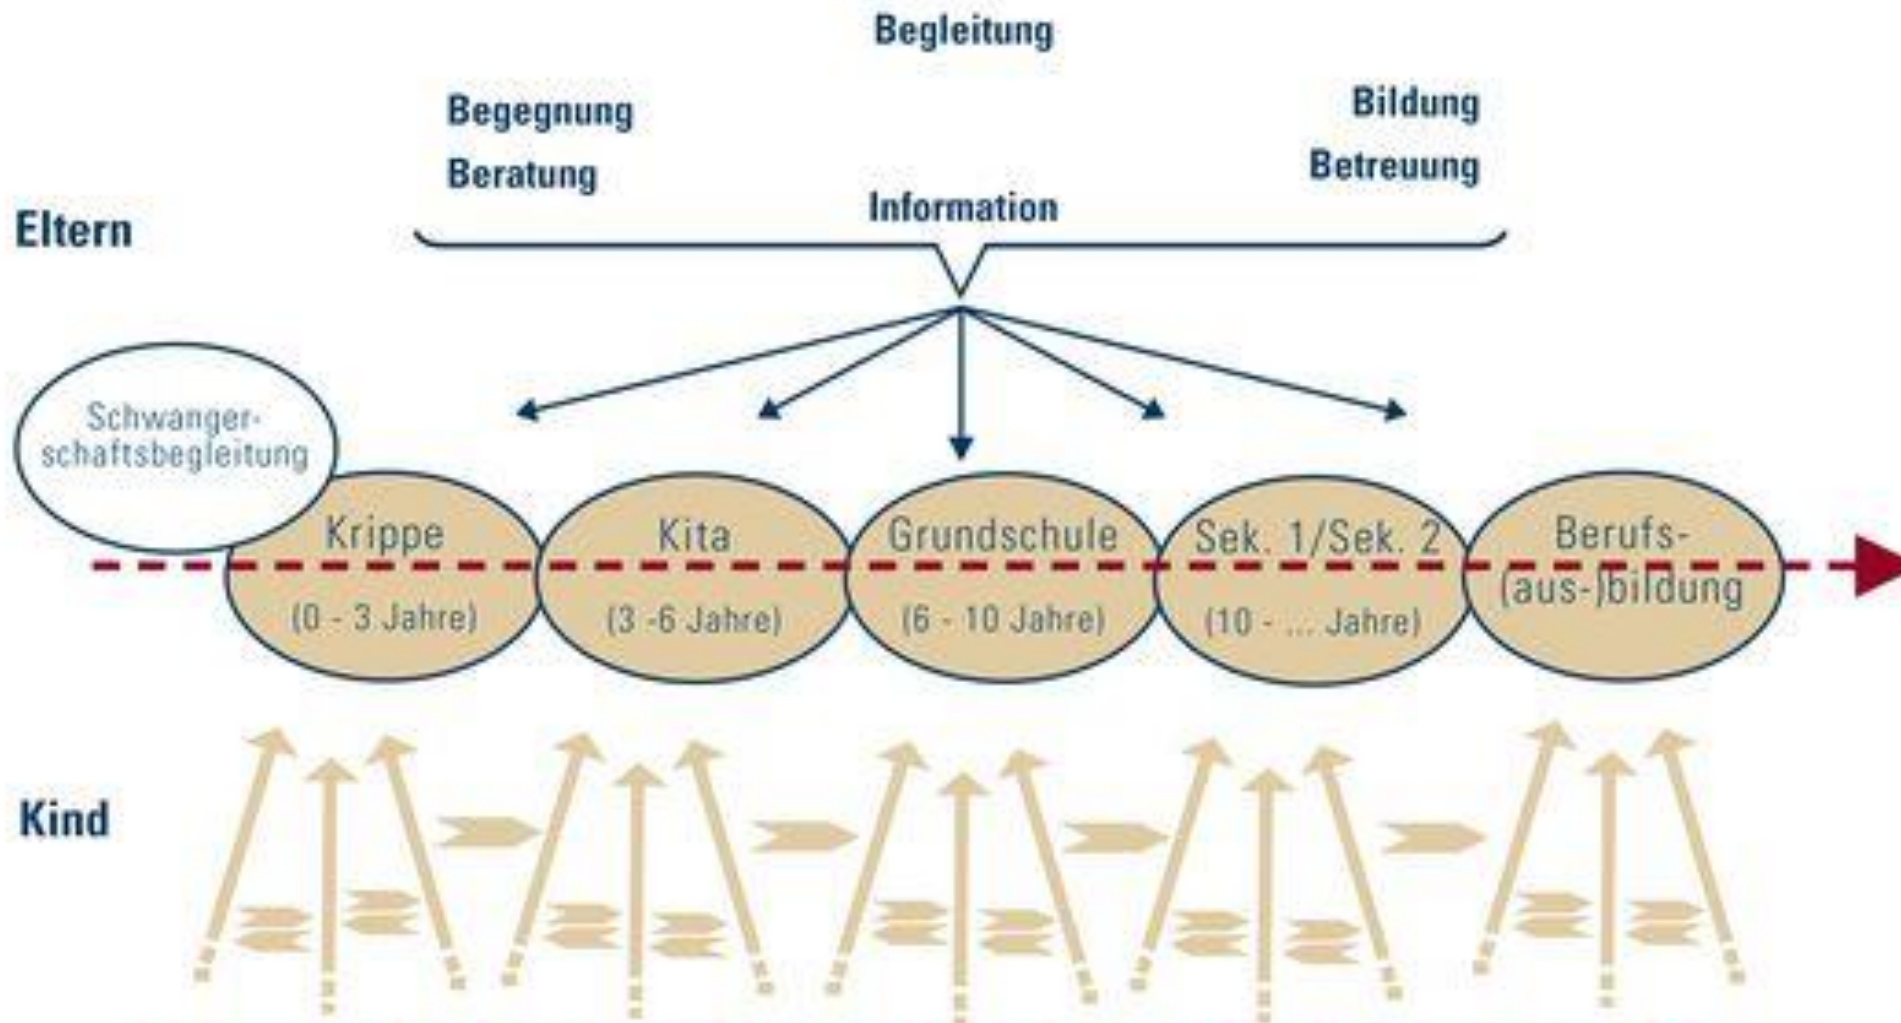 Begleitung
Begegnung
Bildung
Beratung
Betreuung
Information
Eltern
Schwanger-
schaftsbegleitung
Krippe
(0 - 3 Jahre)
Kita
(3 -6 Jahre)
Grundschule
(6 - 10 Jahre)
Sek. 1/Sek. 2
(10 - ... Jahre)
Berufs-
(aus-)bildung
Kind